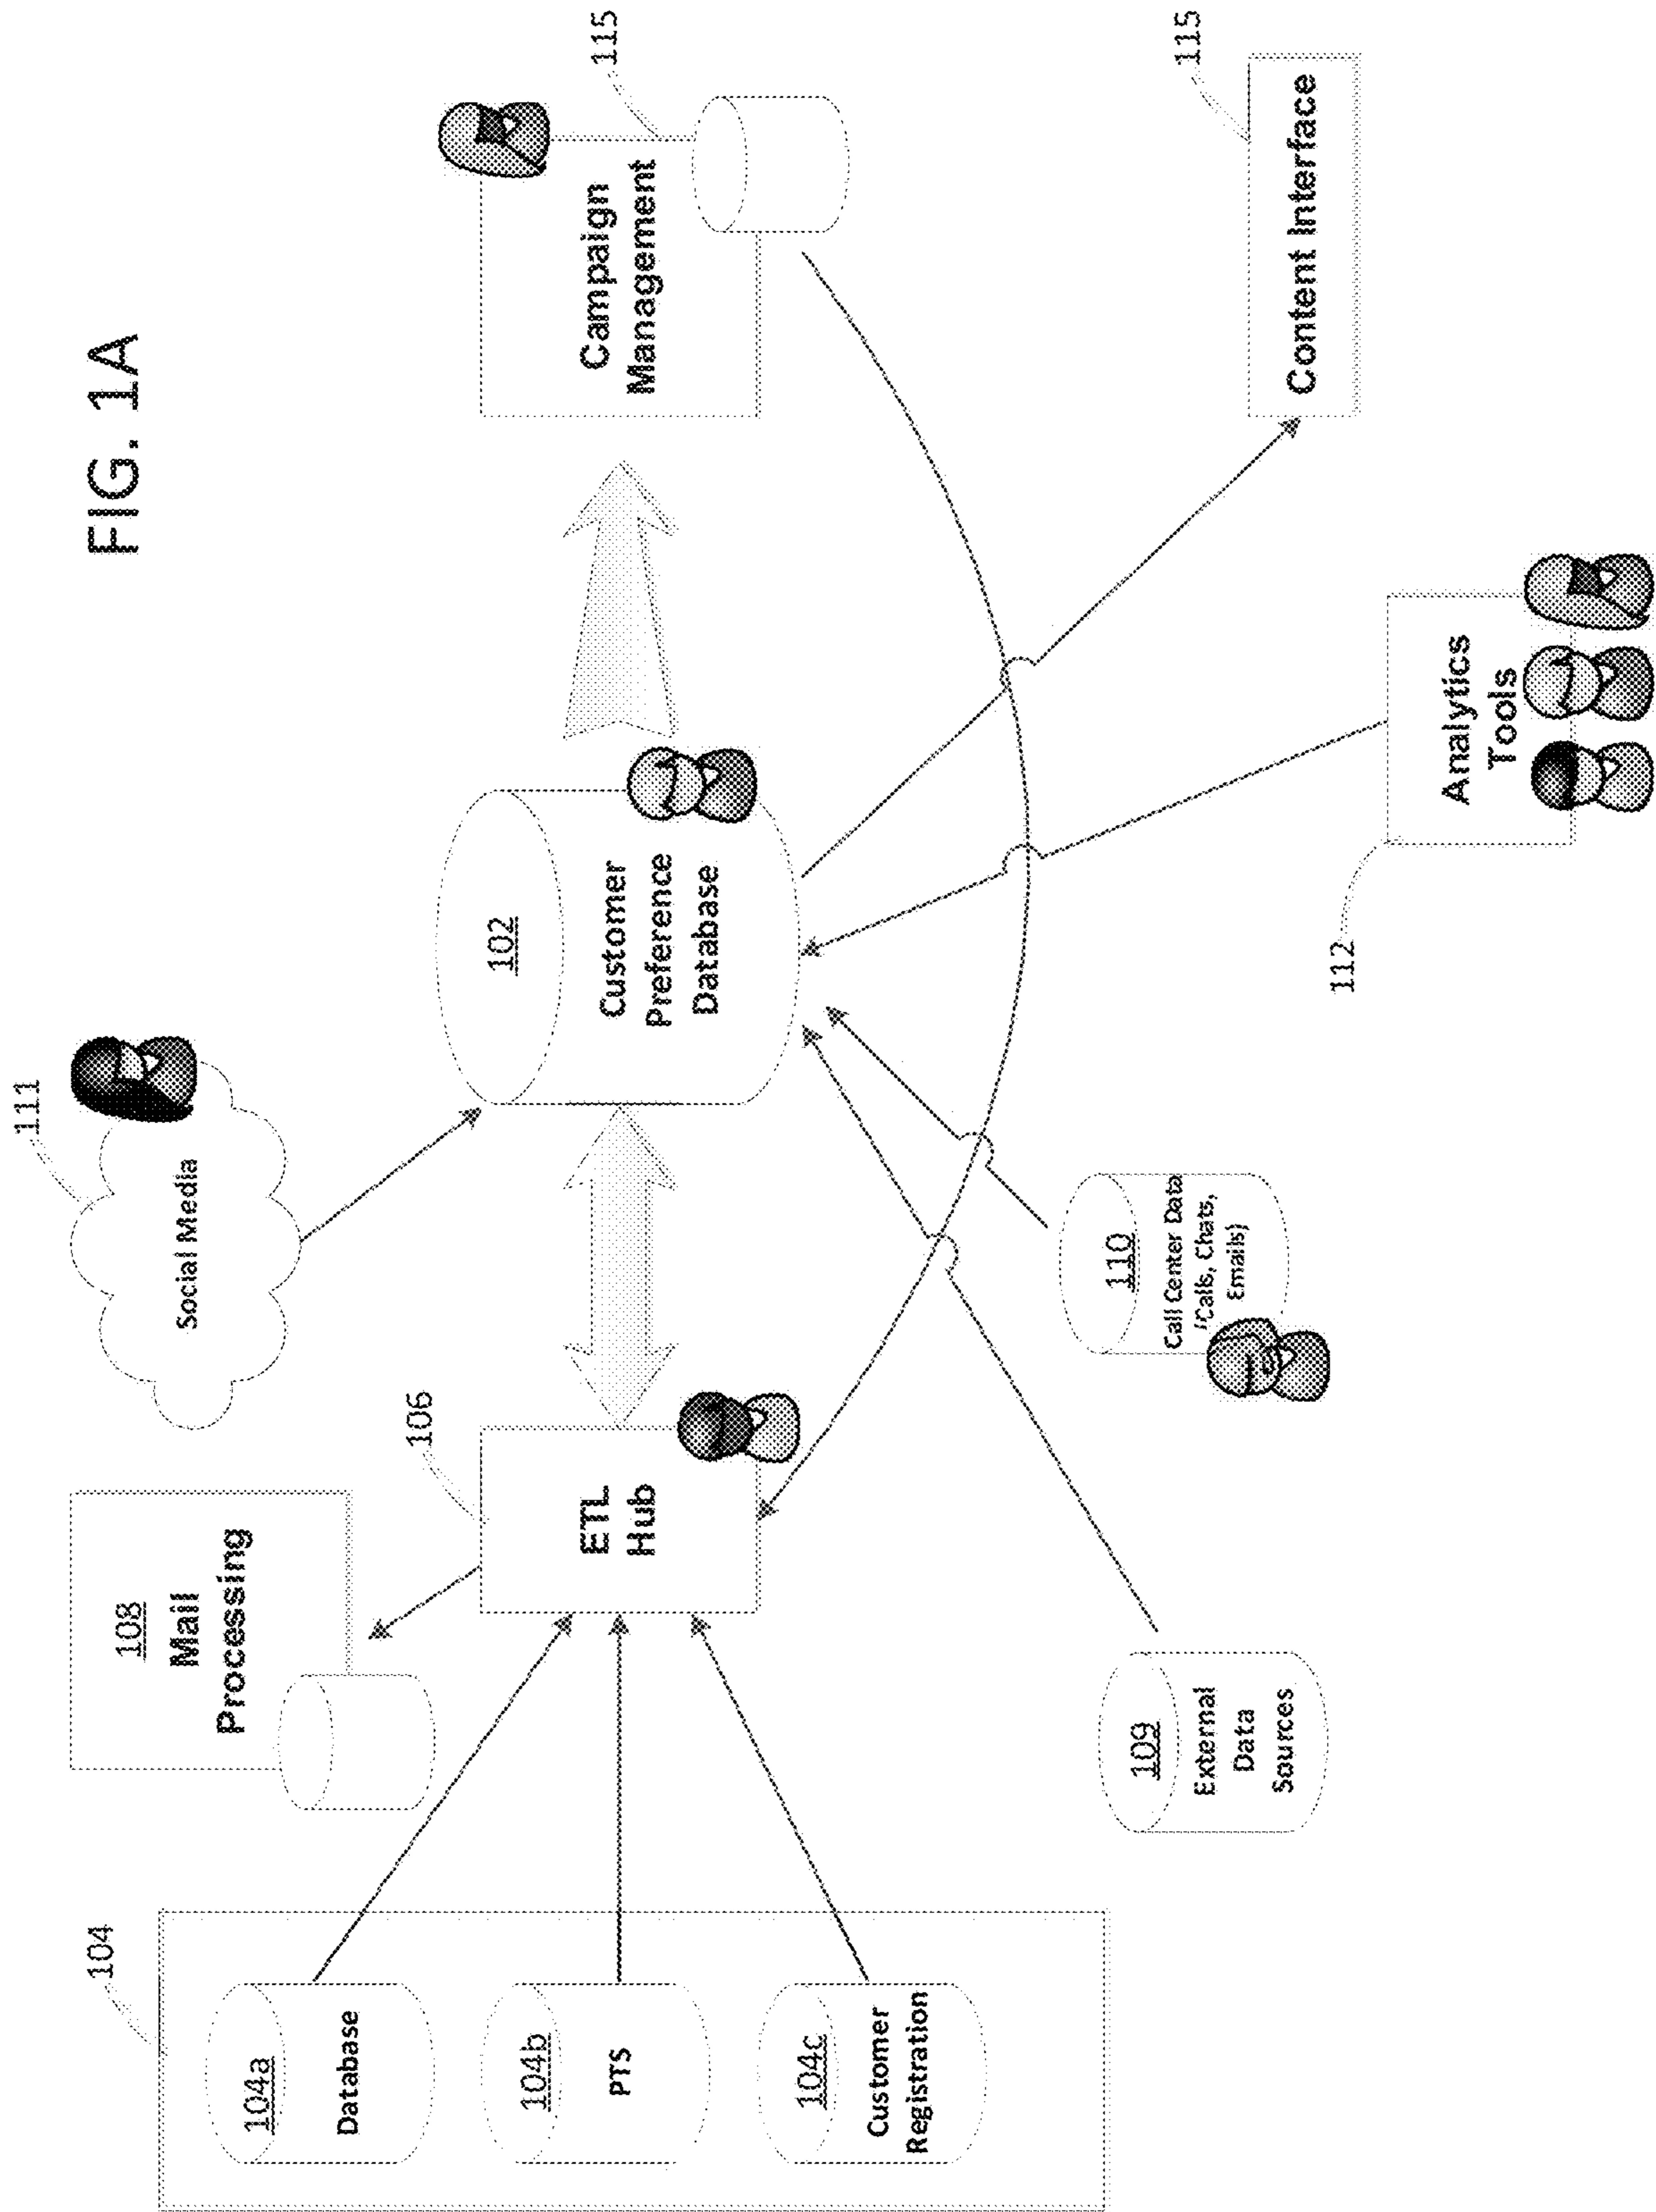 FIG. 1A
111
Social Media
108
Mail
Processing
104
104a
Database
104b
PTS
104c
Customer
Registration
106
ETL
Hub
102
Customer
Preference
Database
115
Campaign
Management
115
Content Interface
109
External
Data
Sources
110
Call Center Data
(Calls, Chats,
Emails)
112
Analytics
Tools